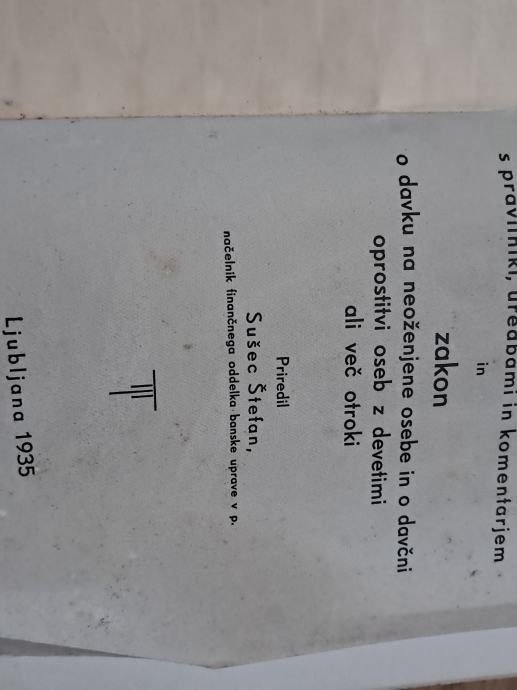 s pravilniki, uredbami in komentarjem
in
zakon
o davku na neoženjene osebe in o davčni
oprostitvi oseb z devetimi
ali več otroki
Priredil
Sušec Štefan,
načelnik finančnega oddelka banske uprave v p.
Ljubljana 1935